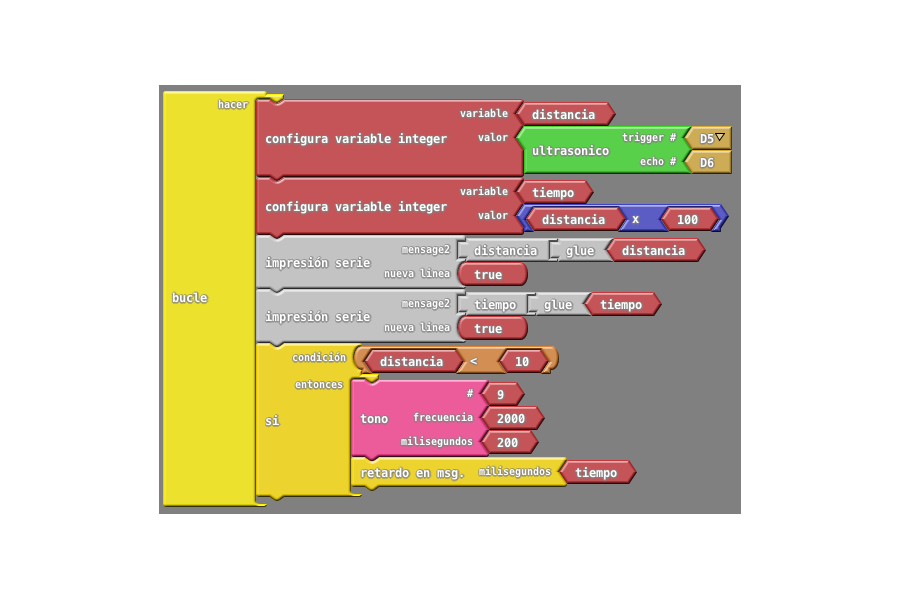 hacer
variable distancia
configura variable integer valor ultrasonico trigger # D5
echo # D6
variable tiempo
configura variable integer valor distancia x 100
impresión serie mensage2 distancia glue distancia
nueva linea true
bucle
impresión serie mensage2 tiempo glue tiempo
nueva linea true
condición distancia < 10
entonces
si
# 9
tono frecuencia 2000
milisegundos 200
retardo en msg. milisegundos tiempo